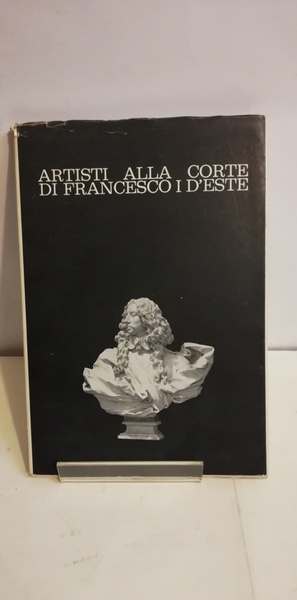 ARTISTI ALLA CORTE
DI FRANCESCO I D'ESTE